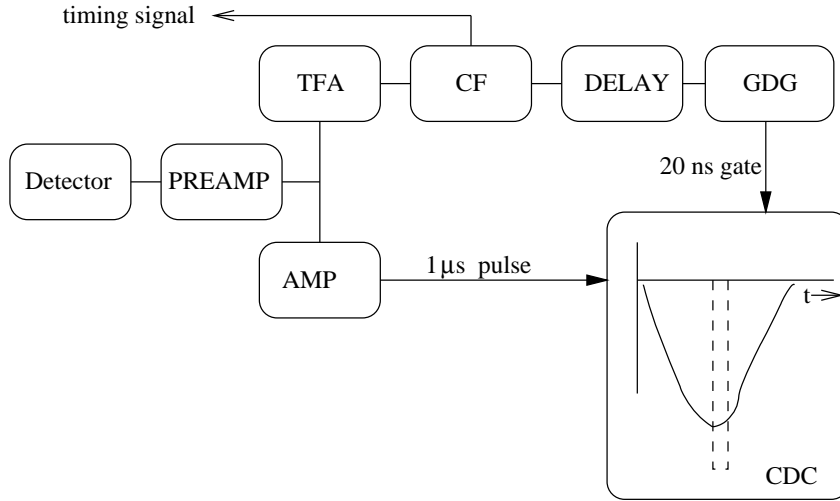 timing signal
TFA
CF
DELAY
GDG
Detector
PREAMP
20 ns gate
AMP
1μs pulse
t
CDC